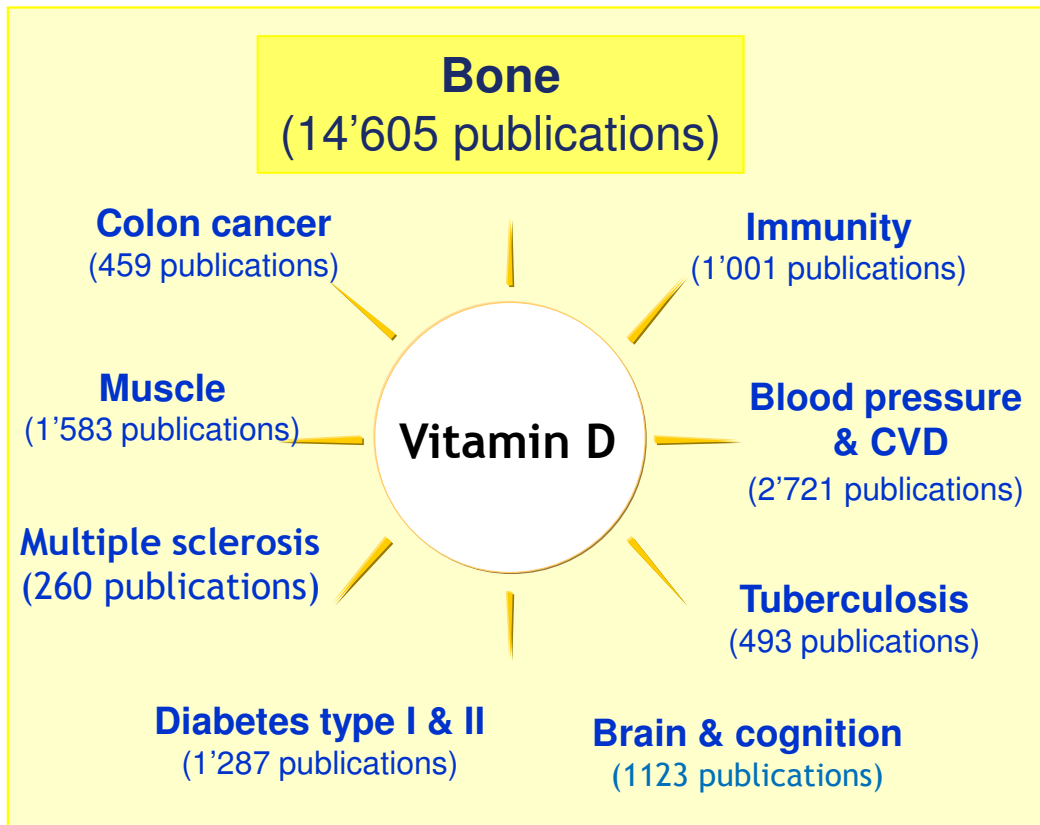 Bone
(14’605 publications)
Colon cancer
(459 publications)
Immunity
(1’001 publications)
Muscle
(1’583 publications)
Vitamin D
Blood pressure
& CVD
(2’721 publications)
Multiple sclerosis
(260 publications)
Tuberculosis
(493 publications)
Diabetes type I & II
(1’287 publications)
Brain & cognition
(1123 publications)